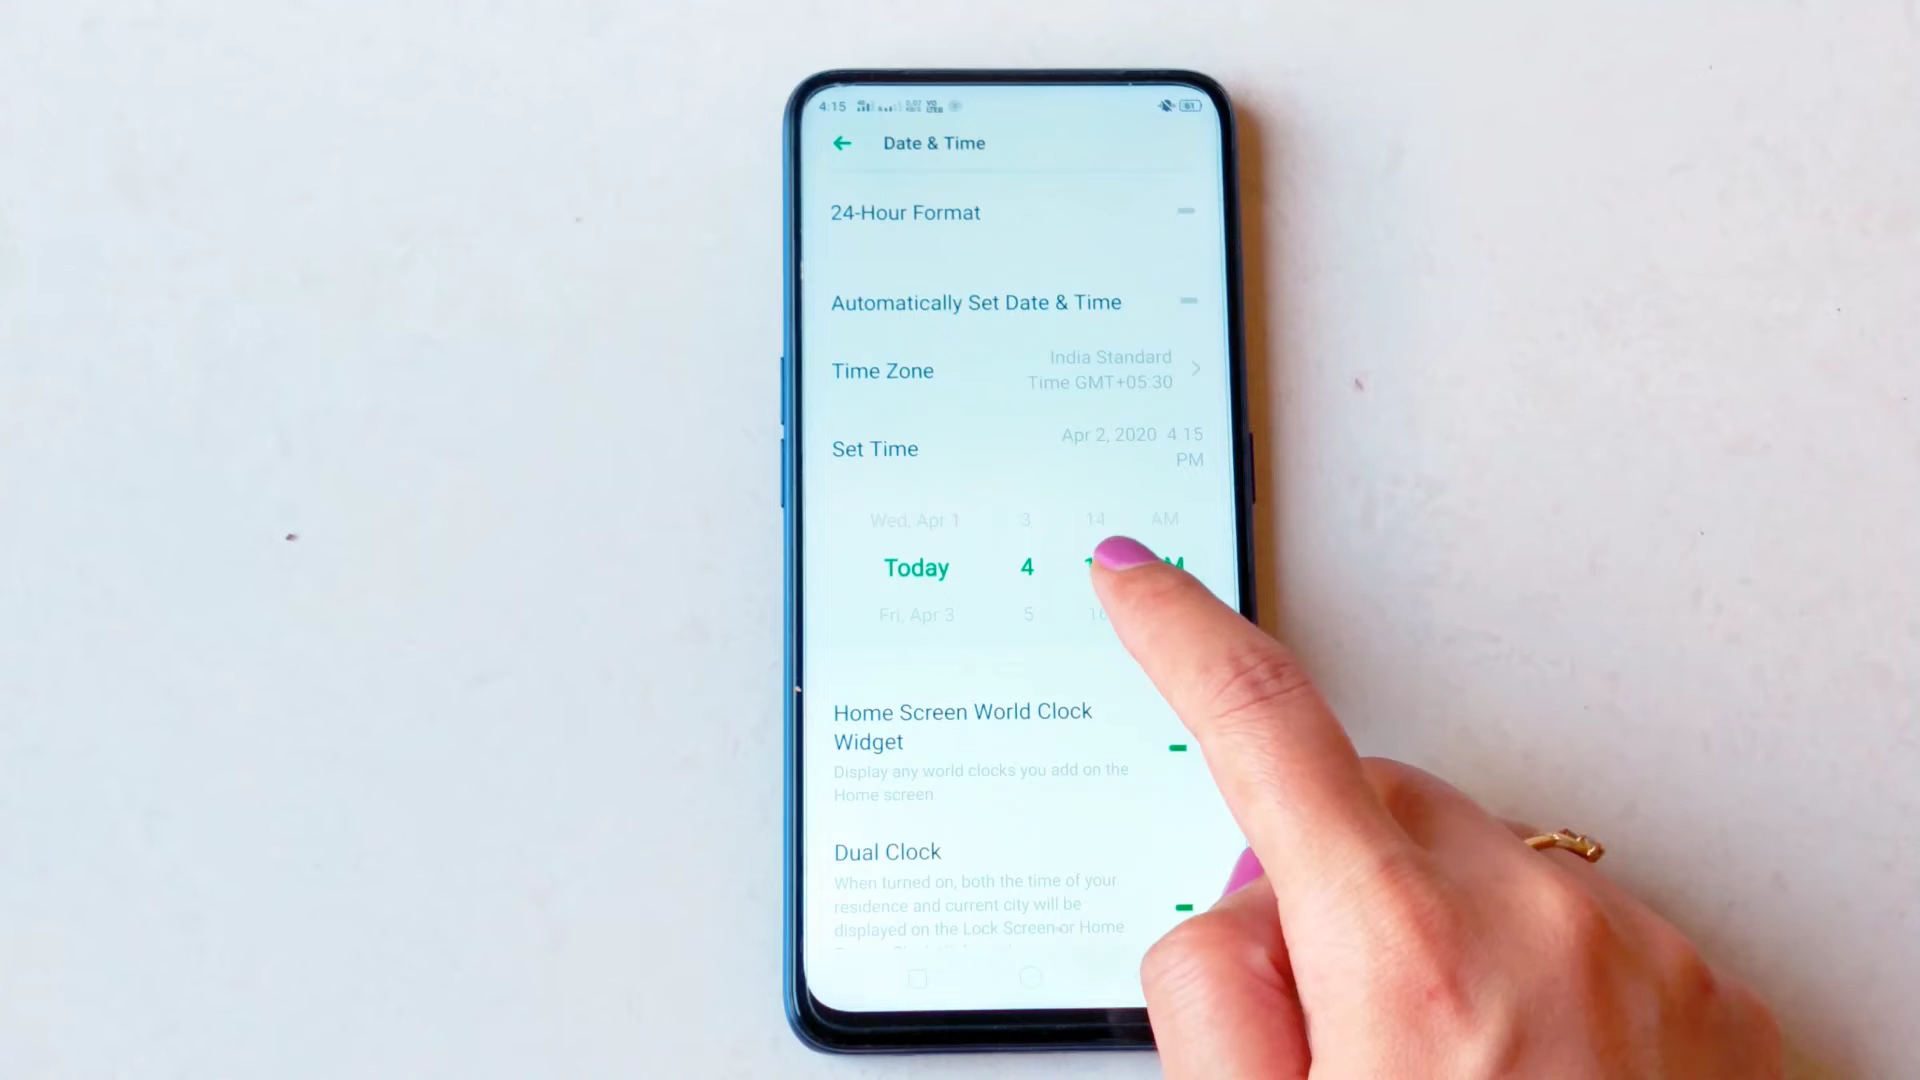 4:15
61
Date & Time
24-Hour Format
Automatically Set Date & Time
India Standard
Time Zone
Time GMT+05:30
Apr 2, 2020 4 15
Set Time
PM
Wed, Apr 1 3 14 AM
Today 4
Fri, Apr 3 5 16
Home Screen World Clock
Widget
Display any world clocks you add on the
Home screen
Dual Clock
When turned on, both the time of your
residence and current city will be
displayed on the Lock Screen or Home